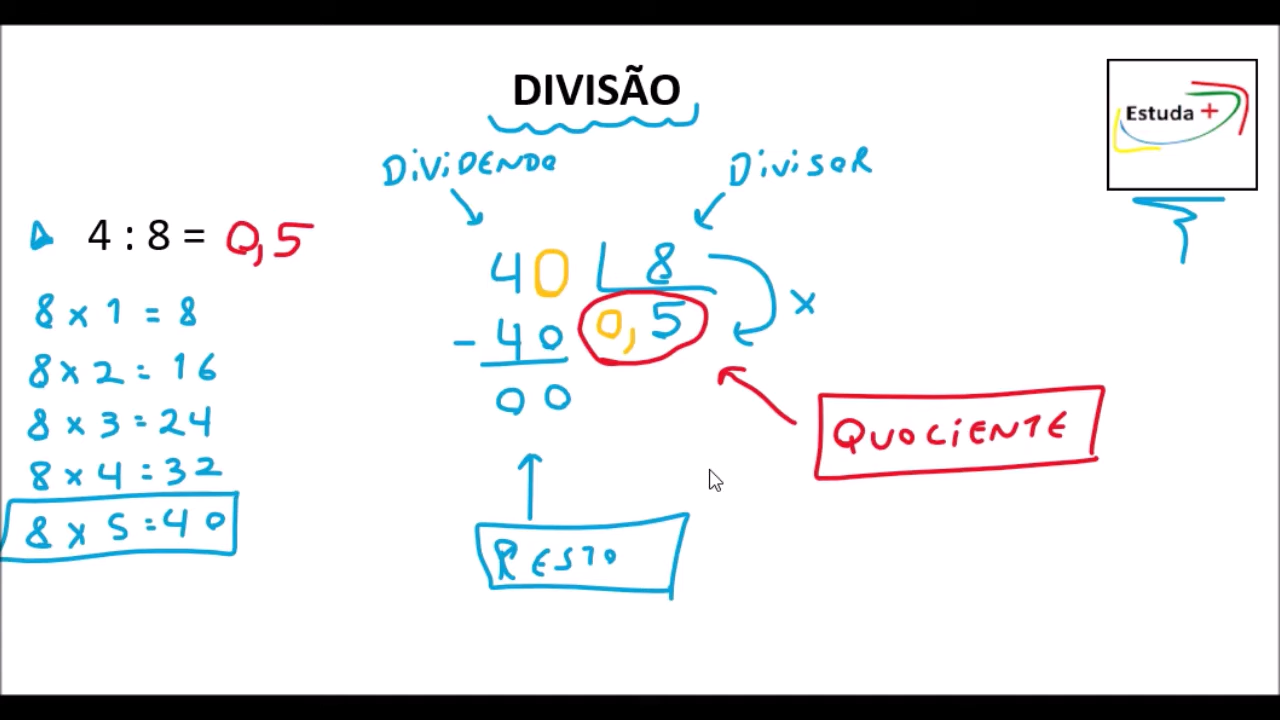 DIVISÃO
Estuda +
DIVIDENDO
DIVISOR
4 : 8 = 0,5
40 8
0,5
x
- 40
00
8 x 1 = 8
8 x 2 = 16
8 x 3 = 24
8 x 4 = 32
8 x 5 = 40
QUOCIENTE
RESTO